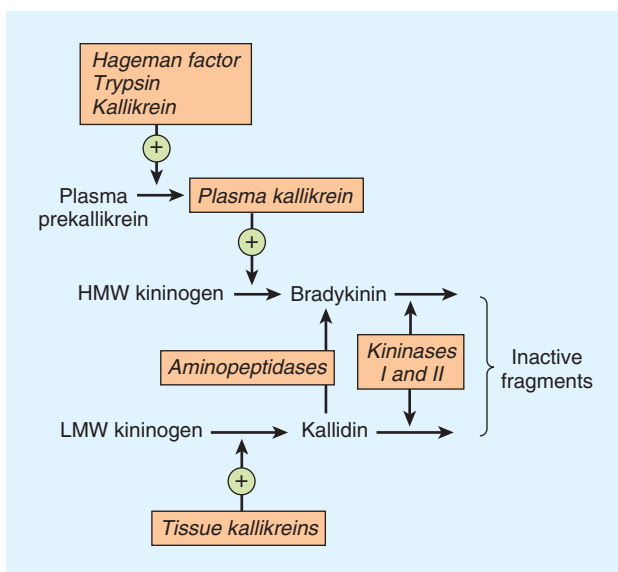 Hageman factor
Trypsin
Kallikrein
+
Plasma
prekallikrein
Plasma kallikrein
+
HMW kininogen
Bradykinin
Aminopeptidases
Kininases
I and II
Inactive
fragments
LMW kininogen
Kallidin
+
Tissue kallikreins